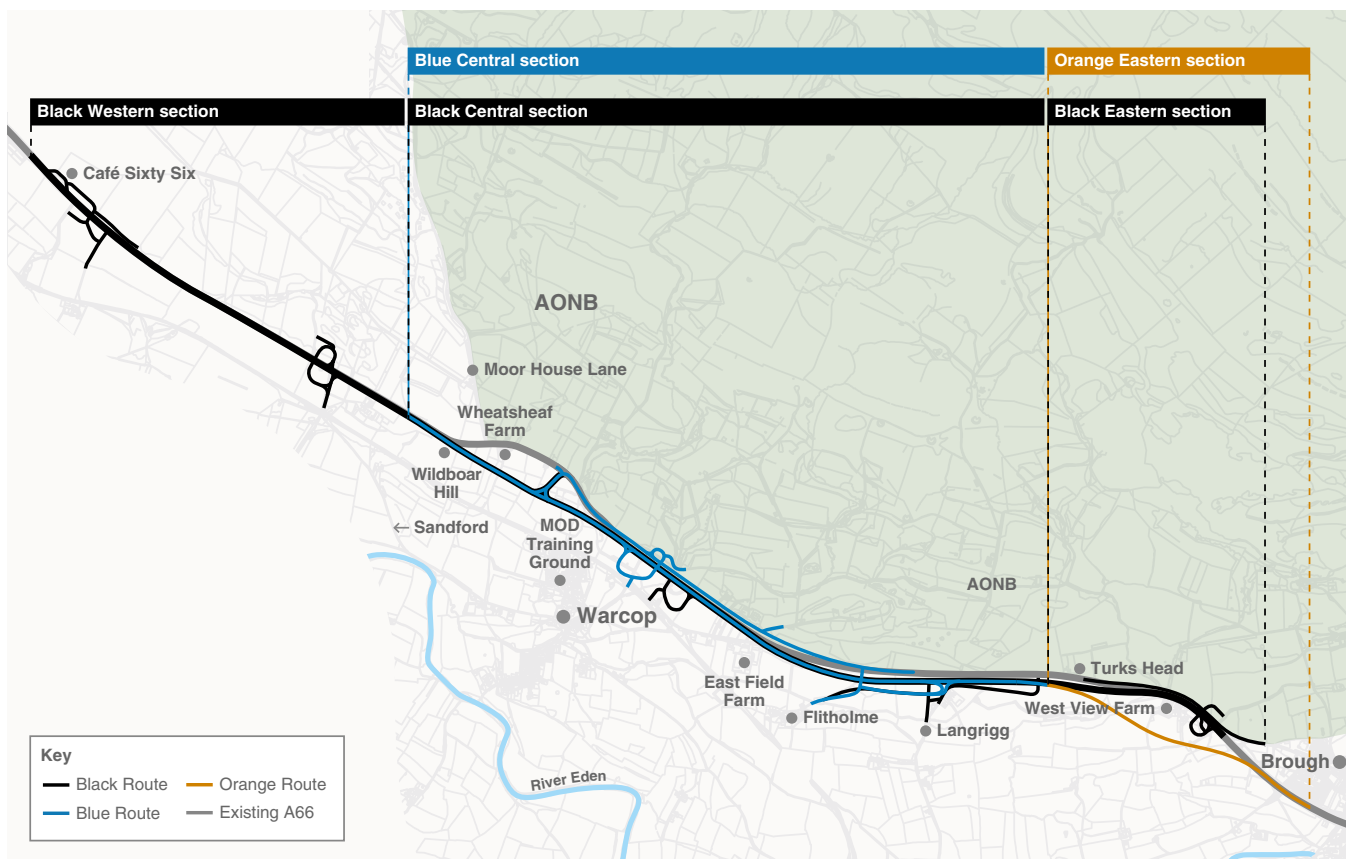 Blue Central section
Orange Eastern section
Black Western section
Black Central section
Black Eastern section
Café Sixty Six
AONB
Moor House Lane
Wheatsheaf
Farm
Wildboar
Hill
← Sandford
MOD
Training
Ground
Warcop
AONB
East Field
Farm
Turks Head
West View Farm
Flitholme
Langrigg
Brough
River Eden
Key
Black Route
Orange Route
Blue Route
Existing A66